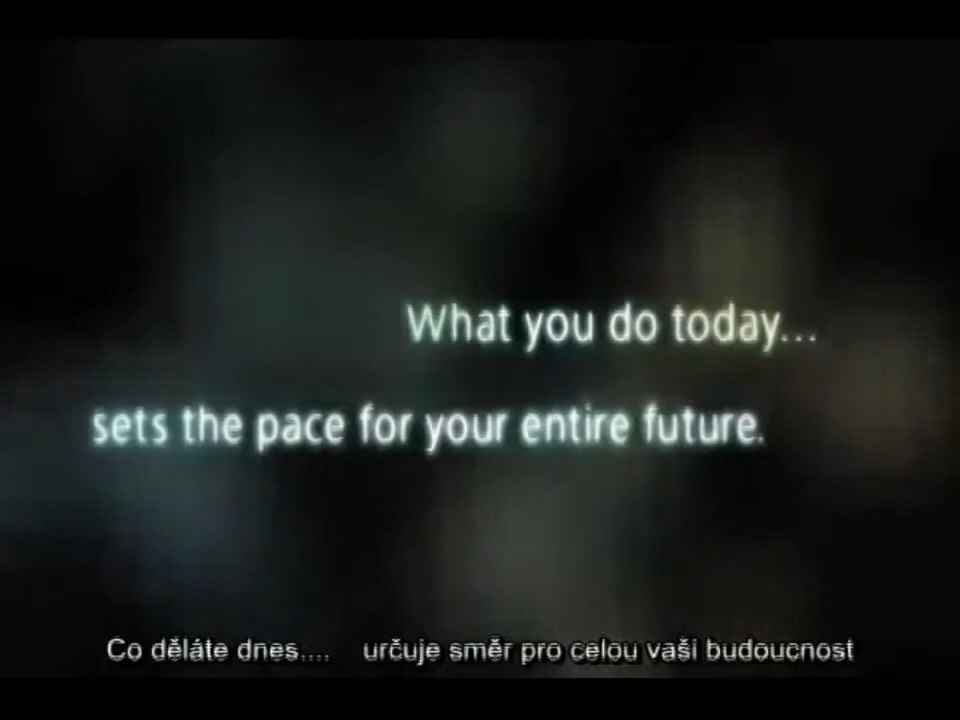 What you do today...
sets the pace for your entire future.
Co děláte dnes.... určuje směr pro celou vaši budoucnost